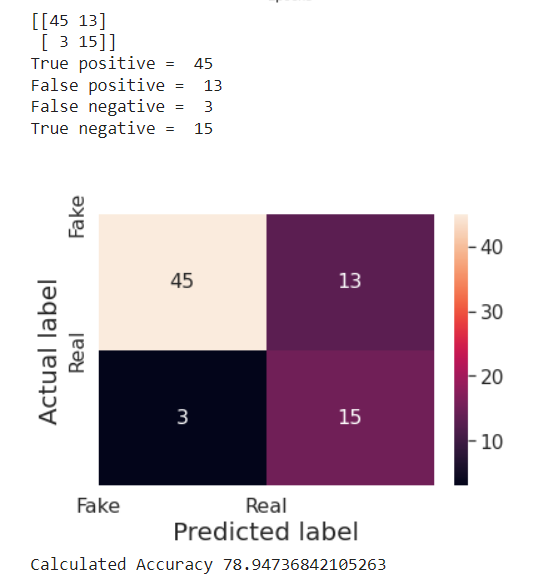 [[45 13]
 [ 3 15]]
True positive =  45
False positive =  13
False negative =  3
True negative =  15
Fake
45 13
40
30
Actual label
Real
20
3 15
10
Fake Real
Predicted label
Calculated Accuracy 78.94736842105263